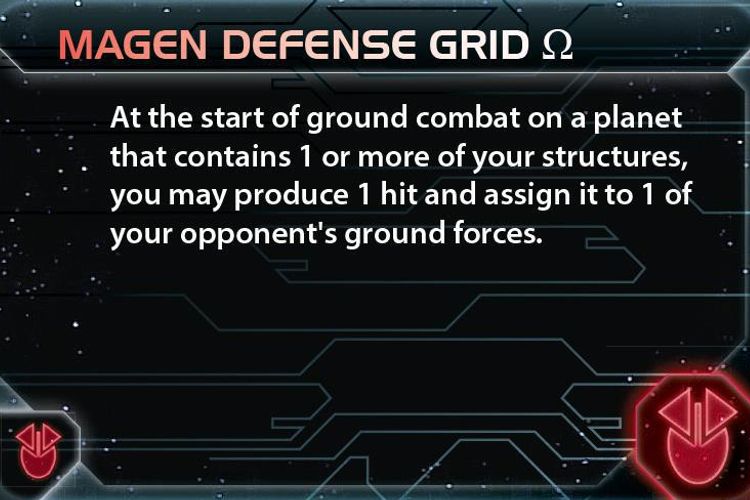 MAGEN DEFENSE GRID Ω
At the start of ground combat on a planet
that contains 1 or more of your structures,
you may produce 1 hit and assign it to 1 of
your opponent's ground forces.